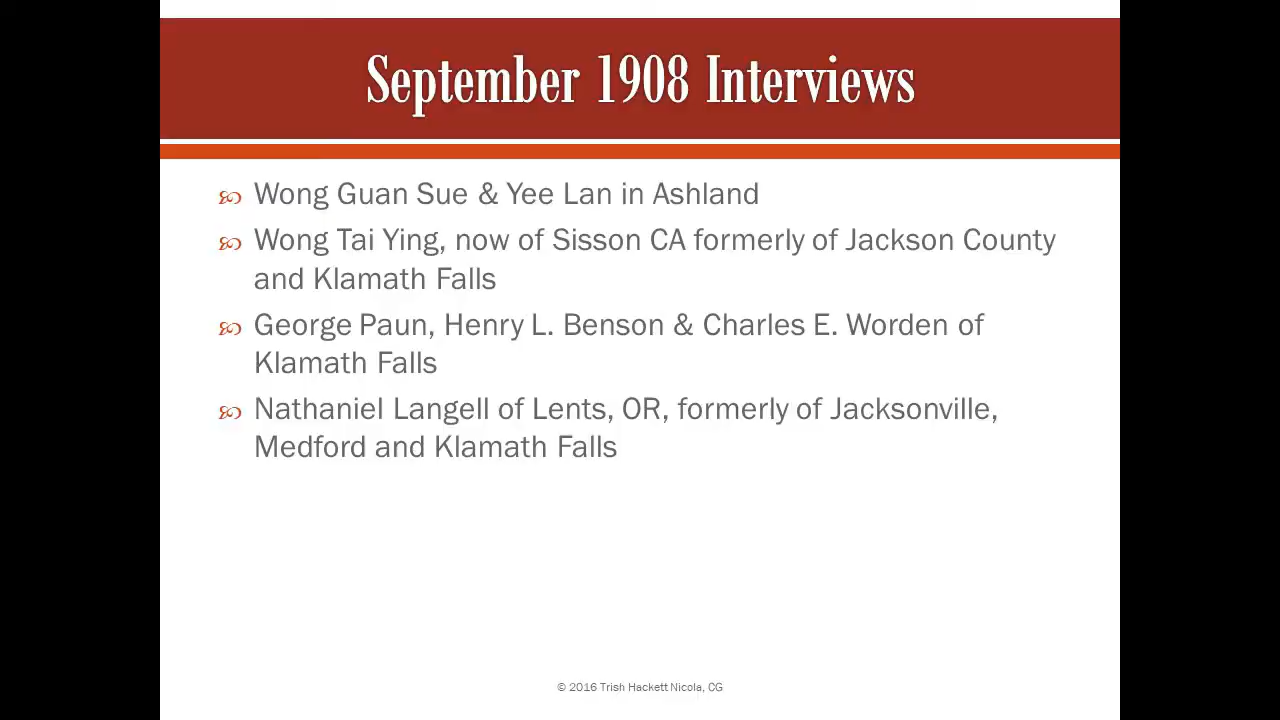 September 1908 Interviews
Wong Guan Sue & Yee Lan in Ashland
Wong Tai Ying, now of Sisson CA formerly of Jackson County
and Klamath Falls
George Paun, Henry L. Benson & Charles E. Worden of
Klamath Falls
Nathaniel Langell of Lents, OR, formerly of Jacksonville,
Medford and Klamath Falls
© 2016 Trish Hackett Nicola, CG